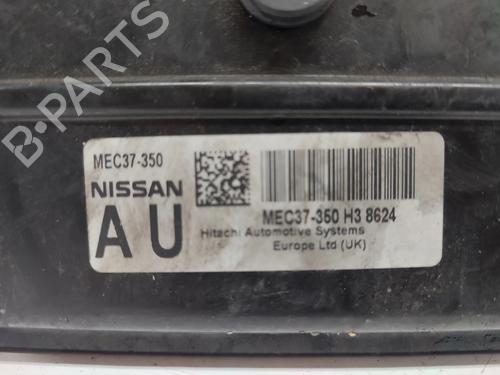 B-PARTS
MEC37-350
NISSAN
AU
MEC37-350 H3 8624
Hitachi Automotive Systems
Europe Ltd (UK)